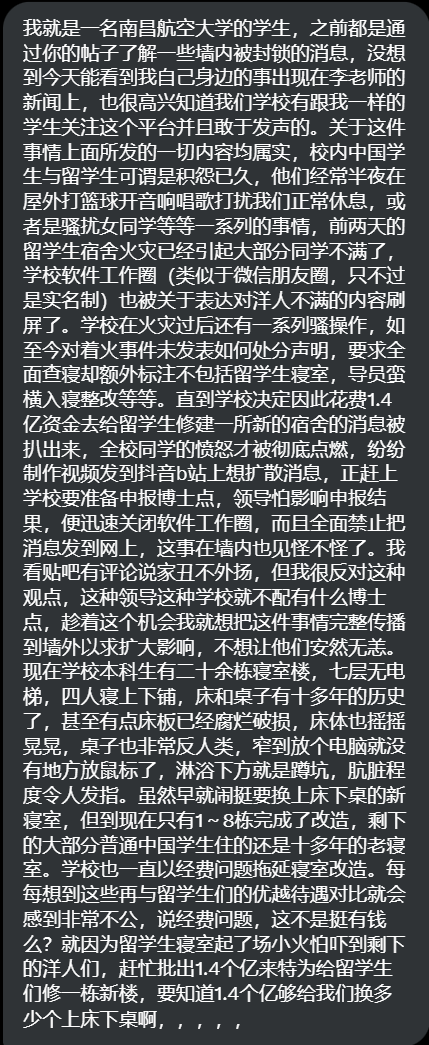 我就是一名南昌航空大学的学生，之前都是通
过你的帖子了解一些墙内被封锁的消息，没想
到今天能看到我自己身边的事出现在李老师的
新闻上，也很高兴知道我们学校有跟我一样的
学生关注这个平台并且敢于发声的。关于这件
事情上面所发的一切内容均属实，校内中国学
生与留学生可谓是积怨已久，他们经常半夜在
屋外打篮球开音响唱歌打扰我们正常休息，或
者是骚扰女同学等等一系列的事情，前两天的
留学生宿舍火灾已经引起大部分同学不满了，
学校软件工作圈（类似于微信朋友圈，只不过
是实名制）也被关于表达对洋人不满的内容刷
屏了。学校在火灾过后还有一系列骚操作，如
至今对着火事件未发表如何处分声明，要求全
面查寝却额外标注不包括留学生寝室，导员蛮
横入寝整改等等。直到学校决定因此花费1.4
亿资金去给留学生修建一所新的宿舍的消息被
扒出来，全校同学的愤怒才被彻底点燃，纷纷
制作视频发到抖音b站上想扩散消息，正赶上
学校要准备申报博士点，领导怕影响申报结
果，便迅速关闭软件工作圈，而且全面禁止把
消息发到网上，这事在墙内也见怪不怪了。我
看贴吧有评论说家丑不外扬，但我很反对这种
观点，这种领导这种学校就不配有什么博士
点，趁着这个机会我就想把这件事情完整传播
到墙外以求扩大影响，不想让他们安然无恙。
现在学校本科生有二十余栋寝室楼，七层无电
梯，四人寝上下铺，床和桌子有十多年的历史
了，甚至有点床板已经腐烂破损，床体也摇摇
晃晃，桌子也非常反人类，窄到放个电脑就没
有地方放鼠标了，淋浴下方就是蹲坑，肮脏程
度令人发指。虽然早就闹挺要换上床下桌的新
寝室，但到现在只有1～8栋完成了改造，剩下
的大部分普通中国学生住的还是十多年的老寝
室。学校也一直以经费问题拖延寝室改造。每
每想到这些再与留学生们的优越待遇对比就会
感到非常不公，说经费问题，这不是挺有钱
么？就因为留学生寝室起了场小火怕吓到剩下
的洋人们，赶忙批出1.4个亿来特为给留学生
们修一栋新楼，要知道1.4个亿够给我们换多
少个上床下桌啊，，，，，